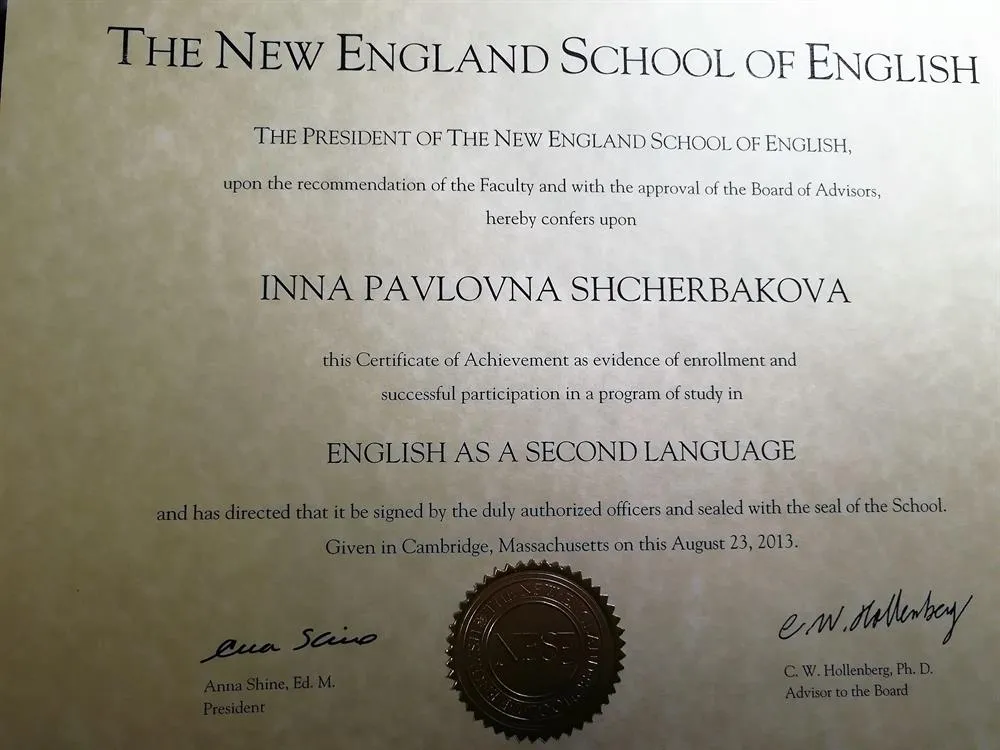 THE NEW ENGLAND SCHOOL OF ENGLISH
THE PRESIDENT OF THE NEW ENGLAND SCHOOL OF ENGLISH,
upon the recommendation of the Faculty and with the approval of the Board of Advisors,
hereby confers upon
INNA PAVLOVNA SHCHERBAKOVA
this Certificate of Achievement as evidence of enrollment and
successful participation in a program of study in
ENGLISH AS A SECOND LANGUAGE
and has directed that it be signed by the duly authorized officers and sealed with the seal of the School.
Given in Cambridge, Massachusetts on this August 23, 2013.
NESE
C. W. Hollenberg
Anna Shine, Ed. M.
President
C. W. Hollenberg, Ph. D.
Advisor to the Board